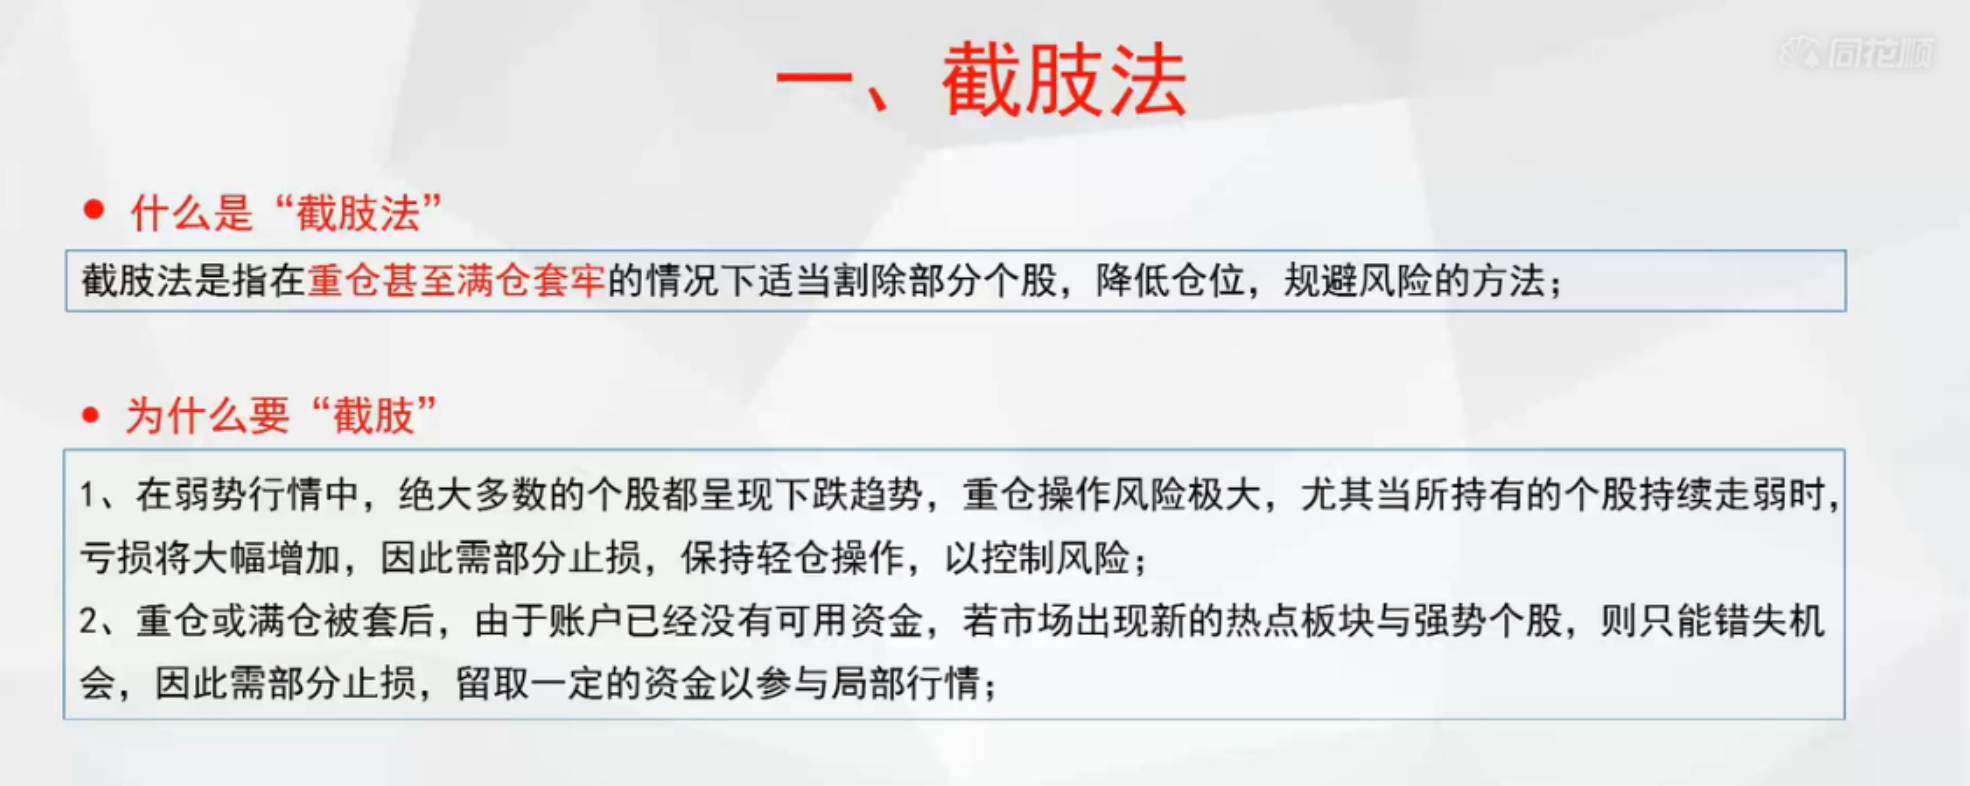 一、截肢法
同花顺
什么是“截肢法”
截肢法是指在重仓甚至满仓套牢的情况下适当割除部分个股，降低仓位，规避风险的方法；
为什么要“截肢”
1、在弱势行情中，绝大多数的个股都呈现下跌趋势，重仓操作风险极大，尤其当所持有的个股持续走弱时，
亏损将大幅增加，因此需部分止损，保持轻仓操作，以控制风险；
2、重仓或满仓被套后，由于账户已经没有可用资金，若市场出现新的热点板块与强势个股，则只能错失机
会，因此需部分止损，留取一定的资金以参与局部行情；